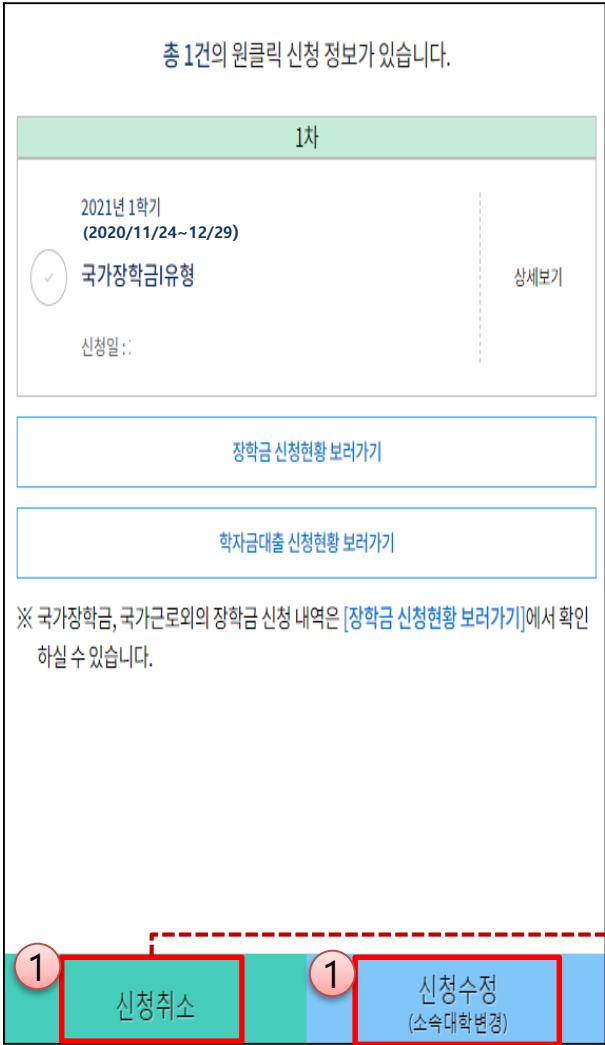 총 1건의 원클릭 신청 정보가 있습니다.
1차
2021년 1학기
(2020/11/24~12/29)
국가장학금I유형
상세보기
신청일 :
장학금 신청현황 보러가기
학자금대출 신청현황 보러가기
※ 국가장학금, 국가근로외의 장학금 신청 내역은 [장학금 신청현황 보러가기]에서 확인
하실 수 있습니다.
1
신청취소
1
신청수정
(소속대학변경)